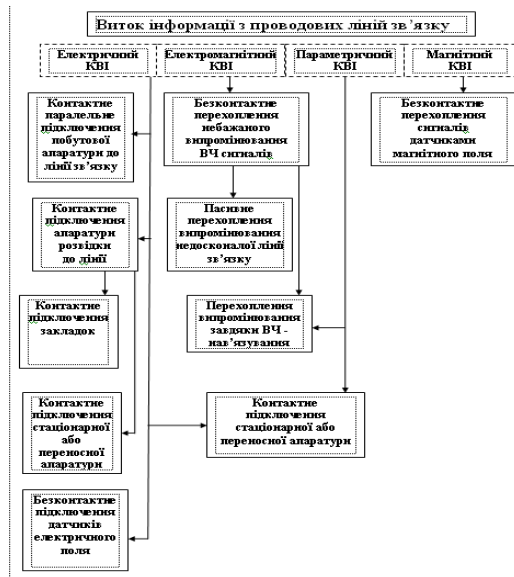 Виток інформації з проводових ліній зв’язку
Електричний
КВІ
Електромагнітний
КВІ
Параметричний
КВІ
Магнітний
КВІ
Контактне
паралельне
підключення
побутової
апаратури до
лінії зв’язку
Безконтактне
перехоплення
небажаного
випромінювання
ВЧ сигналів
Безконтактне
перехоплення
сигналів
датчиками
магнітного поля
Контактне
підключення
апаратури
розвідки
до лінії
Пасивне
перехоплення
випромінювання
недосконалої лінії
зв’язку
Контактне
підключення
закладок
Перехоплення
випромінювання
завдяки ВЧ -
нав’язування
Контактне
підключення
стаціонарної
або
переносної
апаратури
Контактне
підключення
стаціонарної або
переносної апаратури
Безконтактне
підключення
датчиків
електричного
поля